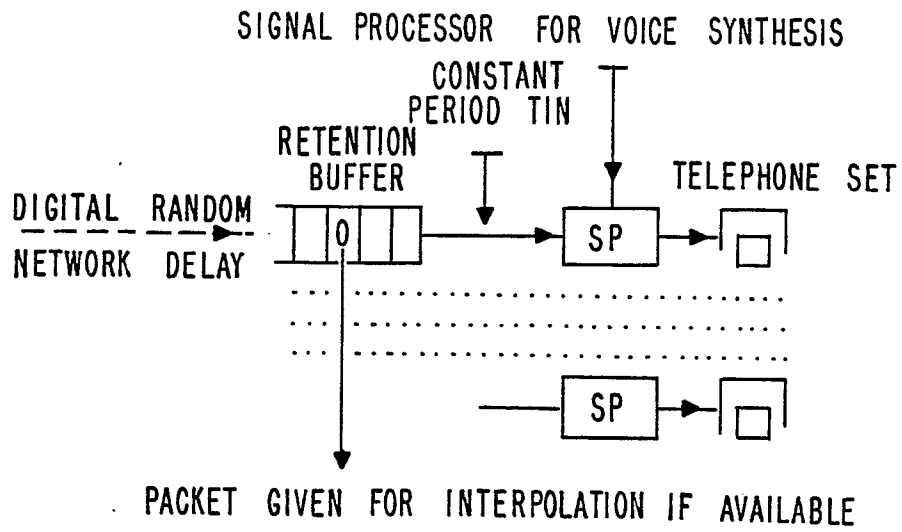 SIGNAL PROCESSOR FOR VOICE SYNTHESIS
CONSTANT
PERIOD TIN
RETENTION
BUFFER
TELEPHONE SET
DIGITAL RANDOM
NETWORK DELAY
0
SP
SP
PACKET GIVEN FOR INTERPOLATION IF AVAILABLE